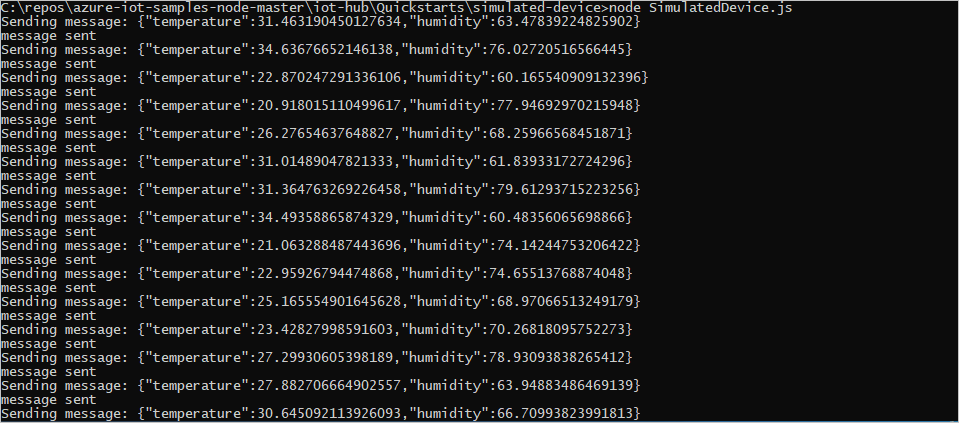 C:\repos\azure-iot-samples-node-master\iot-hub\Quickstarts\simulated-device>node SimulatedDevice.js
Sending message: {"temperature":31.463190450127634,"humidity":63.47839224825902}
message sent
Sending message: {"temperature":34.63676652146138,"humidity":76.02720516566445}
message sent
Sending message: {"temperature":22.870247291336106,"humidity":60.165540909132396}
message sent
Sending message: {"temperature":20.918015110499617,"humidity":77.94692970215948}
message sent
Sending message: {"temperature":26.27654637648827,"humidity":68.25966568451871}
message sent
Sending message: {"temperature":31.01489047821333,"humidity":61.83933172724296}
message sent
Sending message: {"temperature":31.364763269226458,"humidity":79.61293715223256}
message sent
Sending message: {"temperature":34.49358865874329,"humidity":60.48356065698866}
message sent
Sending message: {"temperature":21.063288487443696,"humidity":74.14244753206422}
message sent
Sending message: {"temperature":22.95926794474868,"humidity":74.65513768874048}
message sent
Sending message: {"temperature":25.165554901645628,"humidity":68.97066513249179}
message sent
Sending message: {"temperature":23.42827998591603,"humidity":70.26818095752273}
message sent
Sending message: {"temperature":27.29930605398189,"humidity":78.93093838265412}
message sent
Sending message: {"temperature":27.882706664902557,"humidity":63.94883486469139}
message sent
Sending message: {"temperature":30.645092113926093,"humidity":66.70993823991813}